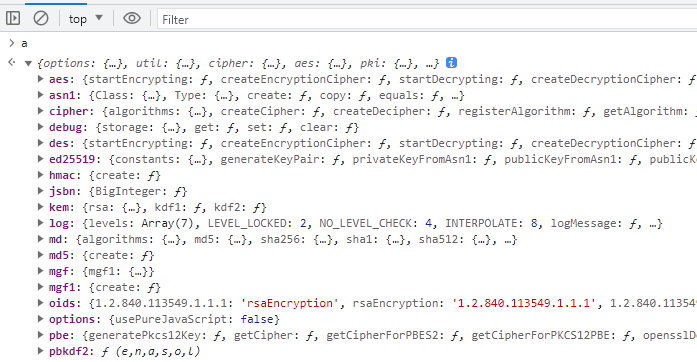 top Filter
a
{options: {…}, util: {…}, cipher: {…}, aes: {…}, pki: {…}, …} i
aes: {startEncrypting: ƒ, createEncryptionCipher: ƒ, startDecrypting: ƒ, createDecryptionCipher: ƒ
asn1: {Class: {…}, Type: {…}, create: ƒ, copy: ƒ, equals: ƒ, …}
cipher: {algorithms: {…}, createCipher: ƒ, createDecipher: ƒ, registerAlgorithm: ƒ, getAlgorithm: ƒ
debug: {storage: {…}, get: ƒ, set: ƒ, clear: ƒ}
des: {startEncrypting: ƒ, createEncryptionCipher: ƒ, startDecrypting: ƒ, createDecryptionCipher: ƒ
ed25519: {constants: {…}, generateKeyPair: ƒ, privateKeyFromAsn1: ƒ, publicKeyFromAsn1: ƒ, publicK
hmac: {create: ƒ}
jsbn: {BigInteger: ƒ}
kem: {rsa: {…}, kdf1: ƒ, kdf2: ƒ}
log: {levels: Array(7), LEVEL_LOCKED: 2, NO_LEVEL_CHECK: 4, INTERPOLATE: 8, logMessage: ƒ, …}
md: {algorithms: {…}, md5: {…}, sha256: {…}, sha1: {…}, sha512: {…}, …}
md5: {create: ƒ}
mgf: {mgf1: {…}}
mgf1: {create: ƒ}
oids: {1.2.840.113549.1.1.1: 'rsaEncryption', rsaEncryption: '1.2.840.113549.1.1.1', 1.2.840.11354
options: {usePureJavaScript: false}
pbe: {generatePkcs12Key: ƒ, getCipher: ƒ, getCipherForPBES2: ƒ, getCipherForPKCS12PBE: ƒ, opensslD
pbkdf2: ƒ (e,n,a,s,o,l)